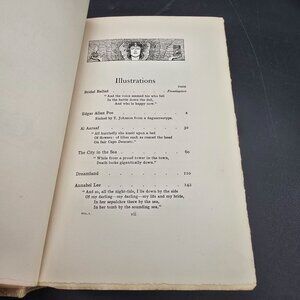 Illustrations
PAGE
Bridal Ballad Frontispiece
"And the voice seemed his who fell
In the battle down the dell,
And who is happy now."
Edgar Allan Poe 2
Etched by T. Johnson from a daguerreotype.
Al Aaraaf 30
"All hurriedly she knelt upon a bed
Of flowers: of lilies such as reared the head
On fair Capo Deucato."
The City in the Sea 60
"While from a proud tower in the town,
Death looks gigantically down."
Dreamland 110
Annabel Lee 142
"And so, all the night-tide, I lie down by the side
Of my darling—my darling—my life and my bride,
In her sepulchre there by the sea,
In her tomb by the sounding sea."
VOL. I.
vii